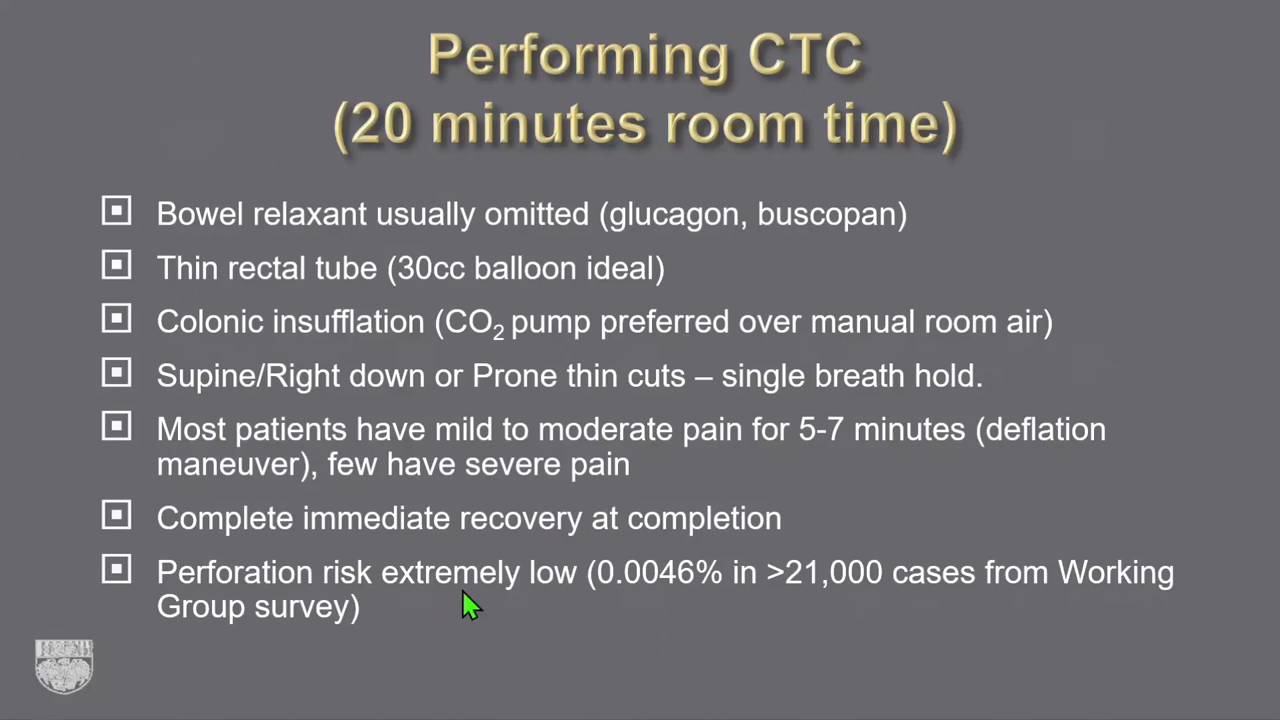 Performing CTC
(20 minutes room time)
Bowel relaxant usually omitted (glucagon, buscopan)
Thin rectal tube (30cc balloon ideal)
Colonic insufflation (CO₂ pump preferred over manual room air)
Supine/Right down or Prone thin cuts – single breath hold.
Most patients have mild to moderate pain for 5-7 minutes (deflation
maneuver), few have severe pain
Complete immediate recovery at completion
Perforation risk extremely low (0.0046% in >21,000 cases from Working
Group survey)